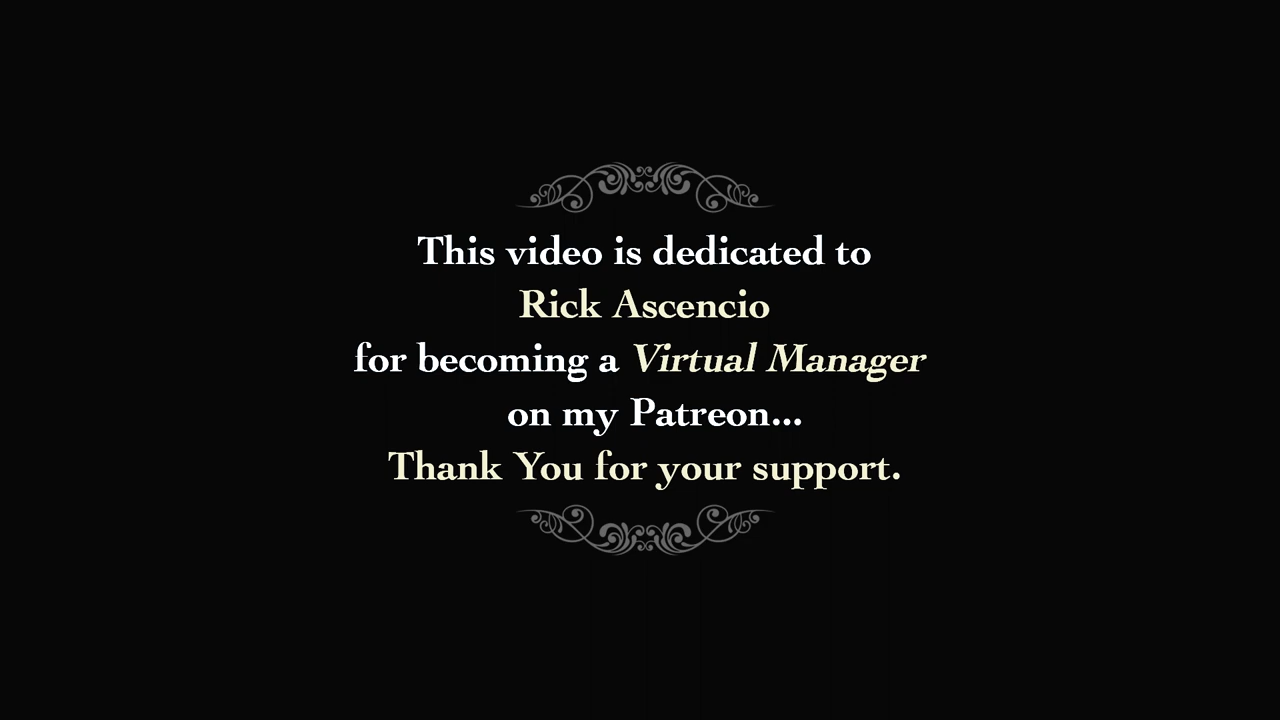 This video is dedicated to
Rick Ascencio
for becoming a Virtual Manager
on my Patreon...
Thank You for your support.